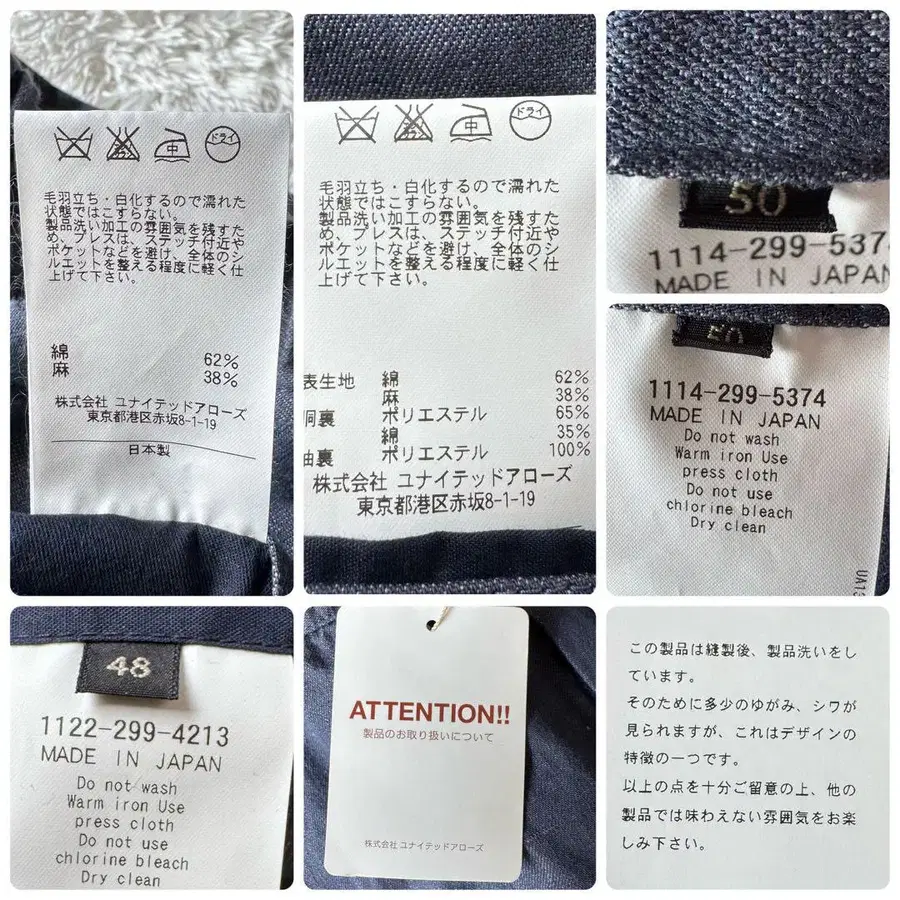 ドライ
中
毛羽立ち・白化するので濡れた
状態ではこすらない。
製品洗い加工の雰囲気を残すた
め、プレスは、ステッチ付近や
ポケットなどを避け、全体のシ
ルエットを整える程度に軽く仕
上げて下さい。
綿 62%
麻 38%
株式会社 ユナイテッドアローズ
東京都港区赤坂8-1-19
日本製
中
ドライ
毛羽立ち・白化するので濡れた
状態ではこすらない。
製品洗い加工の雰囲気を残すた
め、プレスは、ステッチ付近や
ポケットなどを避け、全体のシ
ルエットを整える程度に軽く仕
上げて下さい。
表生地 綿 62%
麻 38%
胴裏 ポリエステル 65%
綿 35%
袖裏 ポリエステル 100%
株式会社 ユナイテッドアローズ
東京都港区赤坂8-1-19
50
1114-299-537
MADE IN JAPAN
50
1114-299-5374
MADE IN JAPAN
Do not wash
Warm iron Use
press cloth
Do not use
chlorine bleach
Dry clean
48
1122-299-4213
MADE IN JAPAN
Do not wash
Warm iron Use
press cloth
Do not use
chlorine bleach
Dry clean
ATTENTION!!
製品のお取り扱いについて
株式会社 ユナイテッドアローズ
この製品は縫製後、製品洗いをし
ています。
そのために多少のゆがみ、シワが
見られますが、これはデザインの
特徴の一つです。
以上の点を十分ご留意の上、他の
製品では味わえない雰囲気をお楽
しみ下さい。